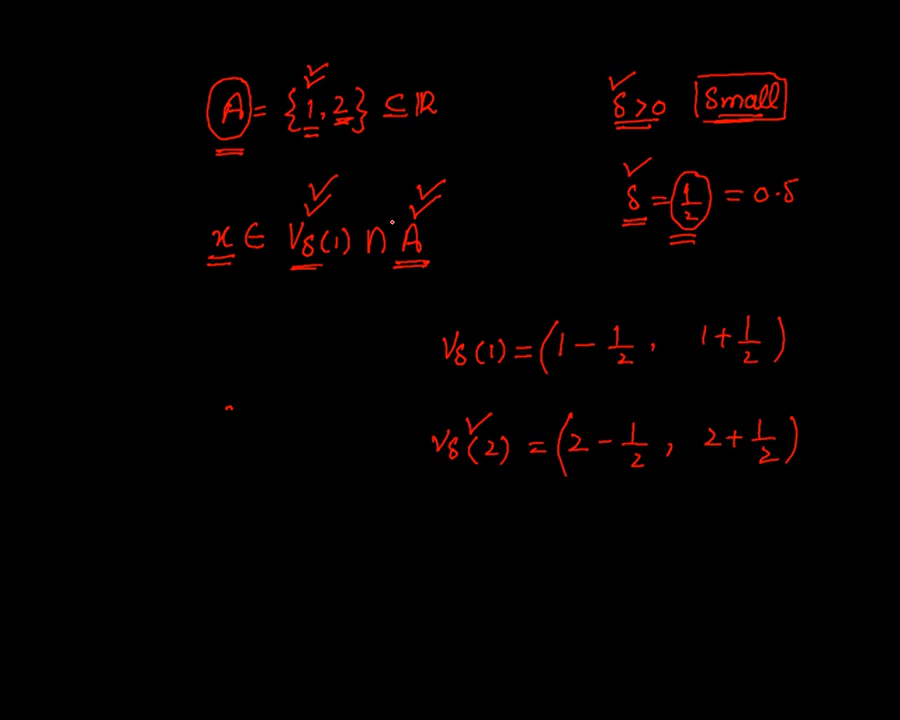 A = {1, 2} ⊆ ℝ
δ > 0 Small
δ = 1/2 = 0.5
x ∈ Vδ(1) ∩ A
Vδ(1) = (1 - 1/2, 1 + 1/2)
Vδ(2) = (2 - 1/2, 2 + 1/2)